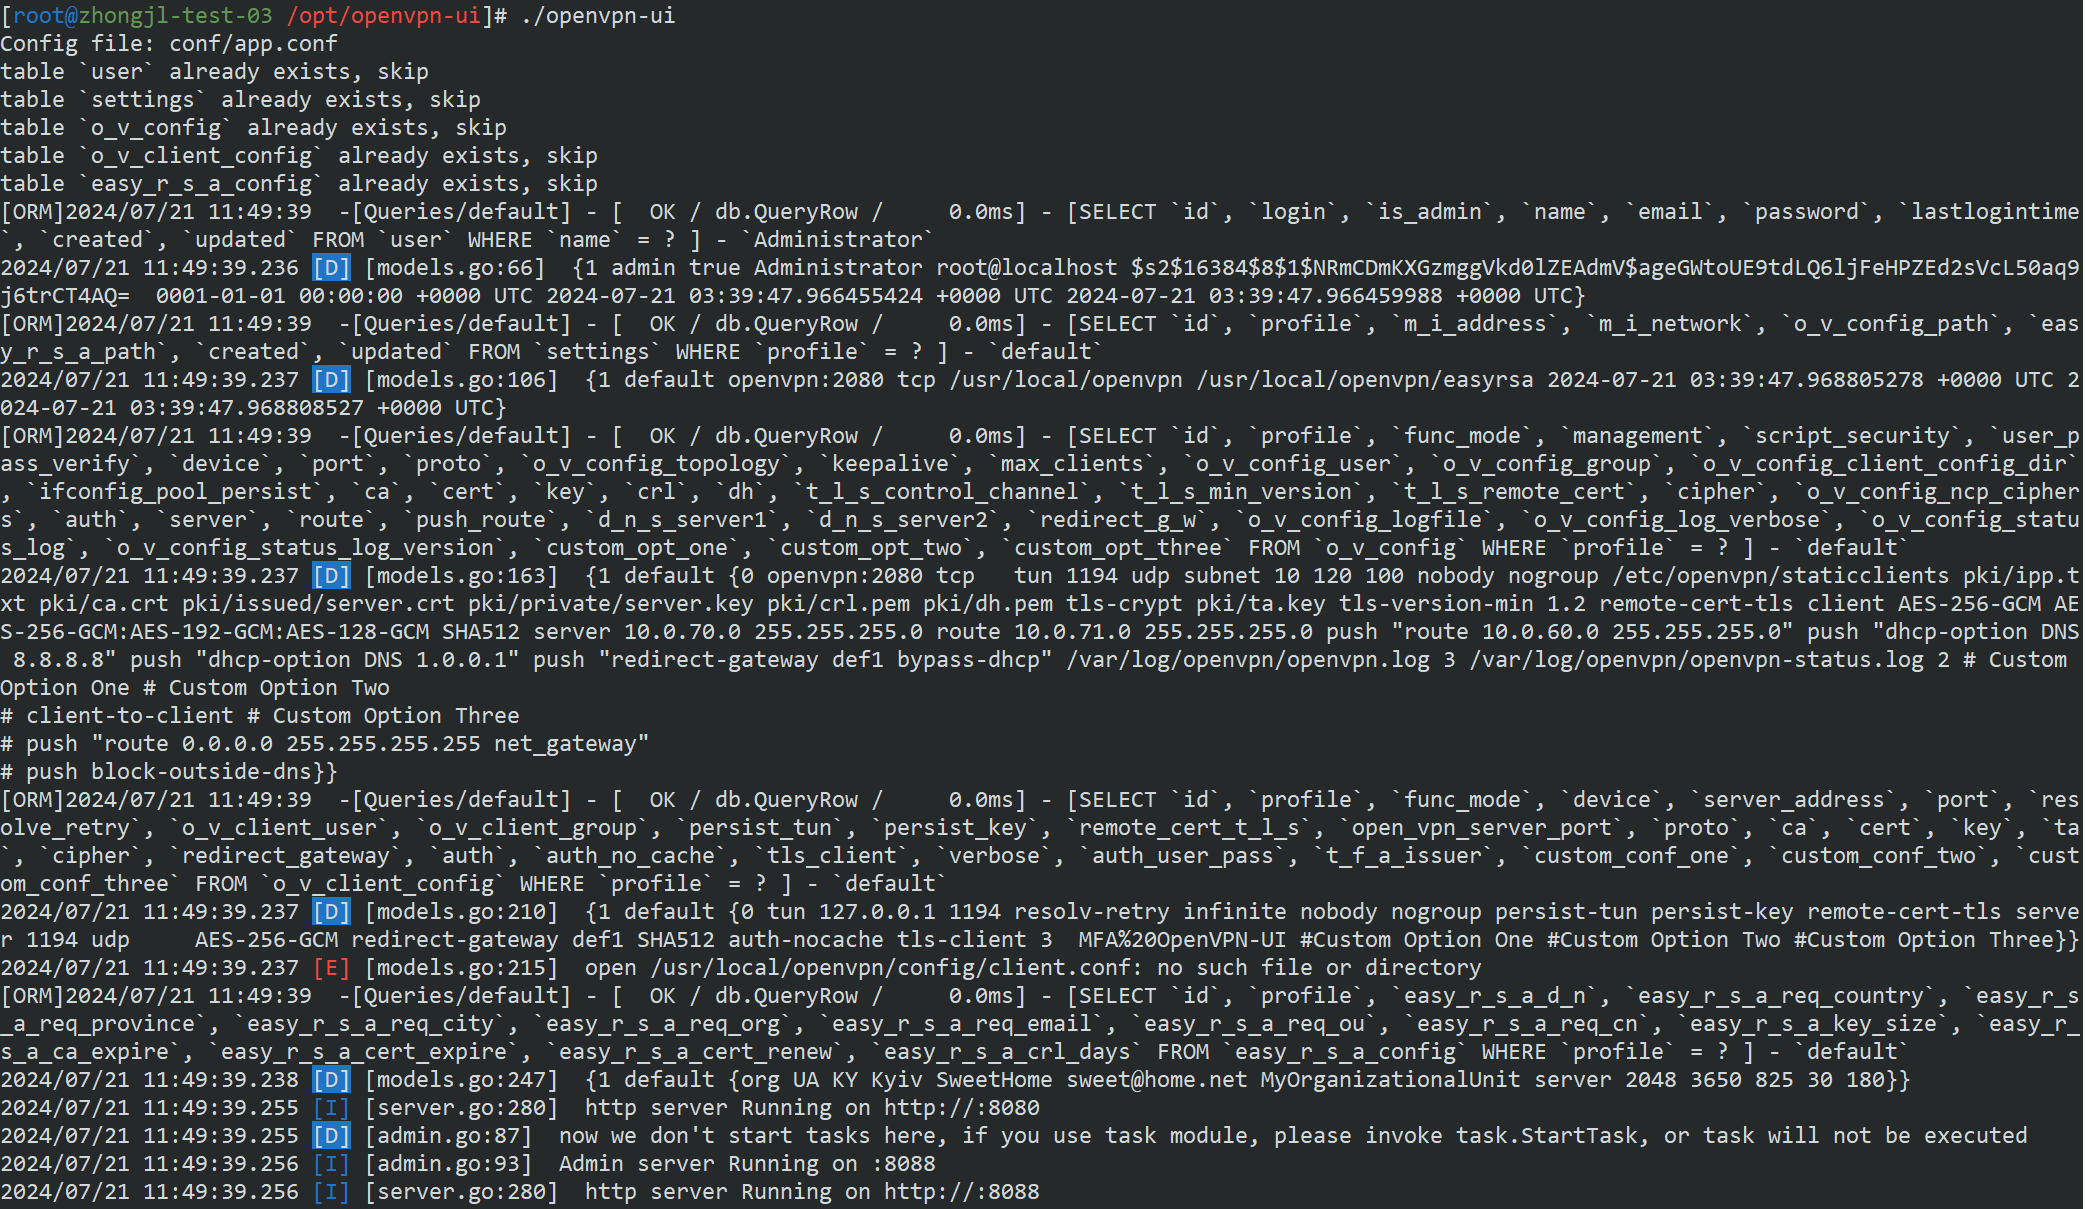 [root@zhongjl-test-03 /opt/openvpn-ui]# ./openvpn-ui
Config file: conf/app.conf
table `user` already exists, skip
table `settings` already exists, skip
table `o_v_config` already exists, skip
table `o_v_client_config` already exists, skip
table `easy_r_s_a_config` already exists, skip
[ORM]2024/07/21 11:49:39  -[Queries/default] - [  OK / db.QueryRow /     0.0ms] - [SELECT `id`, `login`, `is_admin`, `name`, `email`, `password`, `lastlogintime
`, `created`, `updated` FROM `user` WHERE `name` = ? ] - `Administrator`
2024/07/21 11:49:39.236 [D] [models.go:66]  {1 admin true Administrator root@localhost $s2$16384$8$1$NRmCDmKXGzmggVkd0lZEAdmV$ageGWtoUE9tdLQ6ljFeHPZEd2sVcL50aq9
j6trCT4AQ=  0001-01-01 00:00:00 +0000 UTC 2024-07-21 03:39:47.966455424 +0000 UTC 2024-07-21 03:39:47.966459988 +0000 UTC}
[ORM]2024/07/21 11:49:39  -[Queries/default] - [  OK / db.QueryRow /     0.0ms] - [SELECT `id`, `profile`, `m_i_address`, `m_i_network`, `o_v_config_path`, `eas
y_r_s_a_path`, `created`, `updated` FROM `settings` WHERE `profile` = ? ] - `default`
2024/07/21 11:49:39.237 [D] [models.go:106]  {1 default openvpn:2080 tcp /usr/local/openvpn /usr/local/openvpn/easyrsa 2024-07-21 03:39:47.968805278 +0000 UTC 2
024-07-21 03:39:47.968808527 +0000 UTC}
[ORM]2024/07/21 11:49:39  -[Queries/default] - [  OK / db.QueryRow /     0.0ms] - [SELECT `id`, `profile`, `func_mode`, `management`, `script_security`, `user_p
ass_verify`, `device`, `port`, `proto`, `o_v_config_topology`, `keepalive`, `max_clients`, `o_v_config_user`, `o_v_config_group`, `o_v_config_client_config_dir`
, `ifconfig_pool_persist`, `ca`, `cert`, `key`, `crl`, `dh`, `t_l_s_control_channel`, `t_l_s_min_version`, `t_l_s_remote_cert`, `cipher`, `o_v_config_ncp_cipher
s`, `auth`, `server`, `route`, `push_route`, `d_n_s_server1`, `d_n_s_server2`, `redirect_g_w`, `o_v_config_logfile`, `o_v_config_log_verbose`, `o_v_config_statu
s_log`, `o_v_config_status_log_version`, `custom_opt_one`, `custom_opt_two`, `custom_opt_three` FROM `o_v_config` WHERE `profile` = ? ] - `default`
2024/07/21 11:49:39.237 [D] [models.go:163]  {1 default {0 openvpn:2080 tcp   tun 1194 udp subnet 10 120 100 nobody nogroup /etc/openvpn/staticclients pki/ipp.t
xt pki/ca.crt pki/issued/server.crt pki/private/server.key pki/crl.pem pki/dh.pem tls-crypt pki/ta.key tls-version-min 1.2 remote-cert-tls client AES-256-GCM AE
S-256-GCM:AES-192-GCM:AES-128-GCM SHA512 server 10.0.70.0 255.255.255.0 route 10.0.71.0 255.255.255.0 push "route 10.0.60.0 255.255.255.0" push "dhcp-option DNS
 8.8.8.8" push "dhcp-option DNS 1.0.0.1" push "redirect-gateway def1 bypass-dhcp" /var/log/openvpn/openvpn.log 3 /var/log/openvpn/openvpn-status.log 2 # Custom
Option One # Custom Option Two
# client-to-client # Custom Option Three
# push "route 0.0.0.0 255.255.255.255 net_gateway"
# push block-outside-dns}}
[ORM]2024/07/21 11:49:39  -[Queries/default] - [  OK / db.QueryRow /     0.0ms] - [SELECT `id`, `profile`, `func_mode`, `device`, `server_address`, `port`, `res
olve_retry`, `o_v_client_user`, `o_v_client_group`, `persist_tun`, `persist_key`, `remote_cert_t_l_s`, `open_vpn_server_port`, `proto`, `ca`, `cert`, `key`, `ta
`, `cipher`, `redirect_gateway`, `auth`, `auth_no_cache`, `tls_client`, `verbose`, `auth_user_pass`, `t_f_a_issuer`, `custom_conf_one`, `custom_conf_two`, `cust
om_conf_three` FROM `o_v_client_config` WHERE `profile` = ? ] - `default`
2024/07/21 11:49:39.237 [D] [models.go:210]  {1 default {0 tun 127.0.0.1 1194 resolv-retry infinite nobody nogroup persist-tun persist-key remote-cert-tls serve
r 1194 udp     AES-256-GCM redirect-gateway def1 SHA512 auth-nocache tls-client 3  MFA%20OpenVPN-UI #Custom Option One #Custom Option Two #Custom Option Three}}
2024/07/21 11:49:39.237 [E] [models.go:215]  open /usr/local/openvpn/config/client.conf: no such file or directory
[ORM]2024/07/21 11:49:39  -[Queries/default] - [  OK / db.QueryRow /     0.0ms] - [SELECT `id`, `profile`, `easy_r_s_a_d_n`, `easy_r_s_a_req_country`, `easy_r_s
_a_req_province`, `easy_r_s_a_req_city`, `easy_r_s_a_req_org`, `easy_r_s_a_req_email`, `easy_r_s_a_req_ou`, `easy_r_s_a_req_cn`, `easy_r_s_a_key_size`, `easy_r_
s_a_ca_expire`, `easy_r_s_a_cert_expire`, `easy_r_s_a_cert_renew`, `easy_r_s_a_crl_days` FROM `easy_r_s_a_config` WHERE `profile` = ? ] - `default`
2024/07/21 11:49:39.238 [D] [models.go:247]  {1 default {org UA KY Kyiv SweetHome sweet@home.net MyOrganizationalUnit server 2048 3650 825 30 180}}
2024/07/21 11:49:39.255 [I] [server.go:280]  http server Running on http://:8080
2024/07/21 11:49:39.255 [D] [admin.go:87]  now we don't start tasks here, if you use task module, please invoke task.StartTask, or task will not be executed
2024/07/21 11:49:39.256 [I] [admin.go:93]  Admin server Running on :8088
2024/07/21 11:49:39.256 [I] [server.go:280]  http server Running on http://:8088